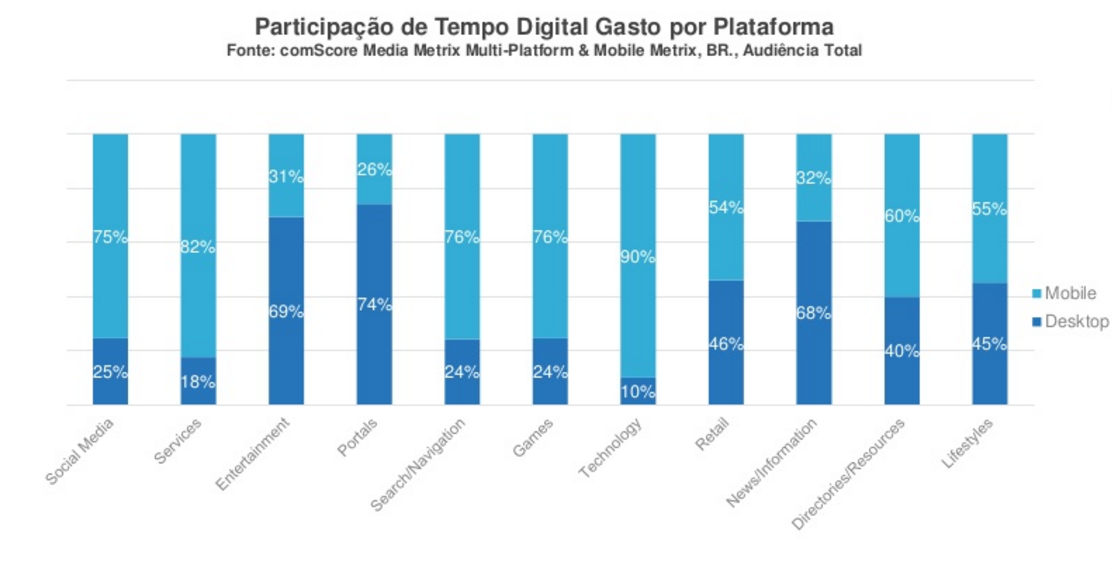 Participação de Tempo Digital Gasto por Plataforma
Fonte: comScore Media Metrix Multi-Platform & Mobile Metrix, BR., Audiência Total
31% 26% 32%
75% 82% 76% 76% 90% 54% 60% 55%
69% 74% 68%
25% 18% 24% 24% 10% 46% 40% 45%
Mobile
Desktop
Social Media
Services
Entertainment
Portals
Search/Navigation
Games
Technology
Retail
News/Information
Directories/Resources
Lifestyles